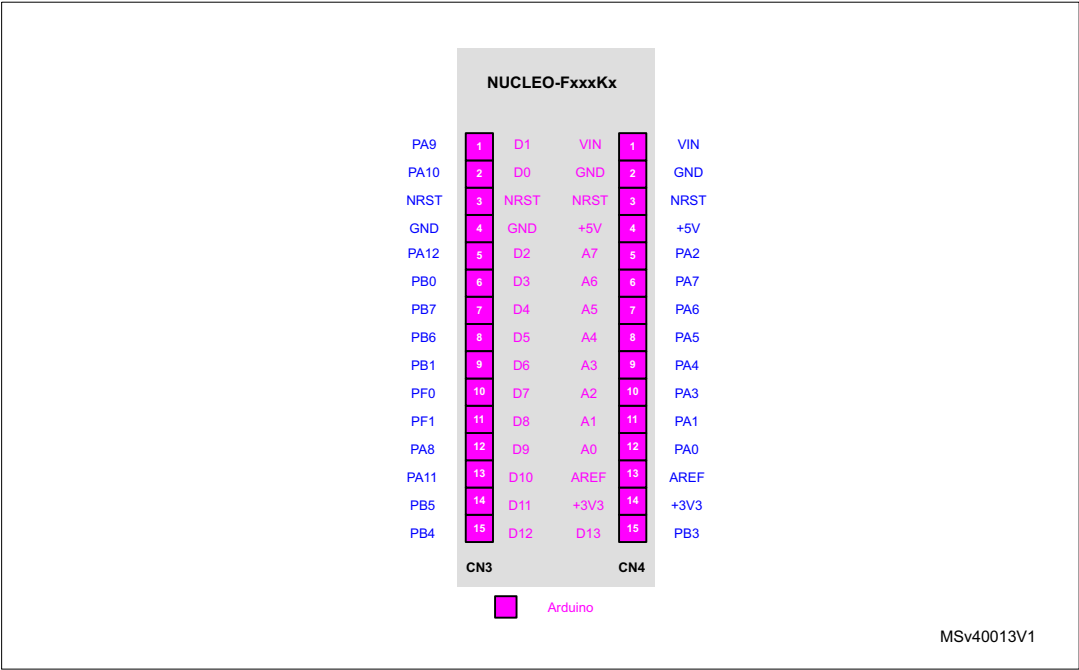 NUCLEO-FxxxKx
PA9 1 D1 VIN 1 VIN
PA10 2 D0 GND 2 GND
NRST 3 NRST NRST 3 NRST
GND 4 GND +5V 4 +5V
PA12 5 D2 A7 5 PA2
PB0 6 D3 A6 6 PA7
PB7 7 D4 A5 7 PA6
PB6 8 D5 A4 8 PA5
PB1 9 D6 A3 9 PA4
PF0 10 D7 A2 10 PA3
PF1 11 D8 A1 11 PA1
PA8 12 D9 A0 12 PA0
PA11 13 D10 AREF 13 AREF
PB5 14 D11 +3V3 14 +3V3
PB4 15 D12 D13 15 PB3
CN3 CN4
Arduino
MSv40013V1